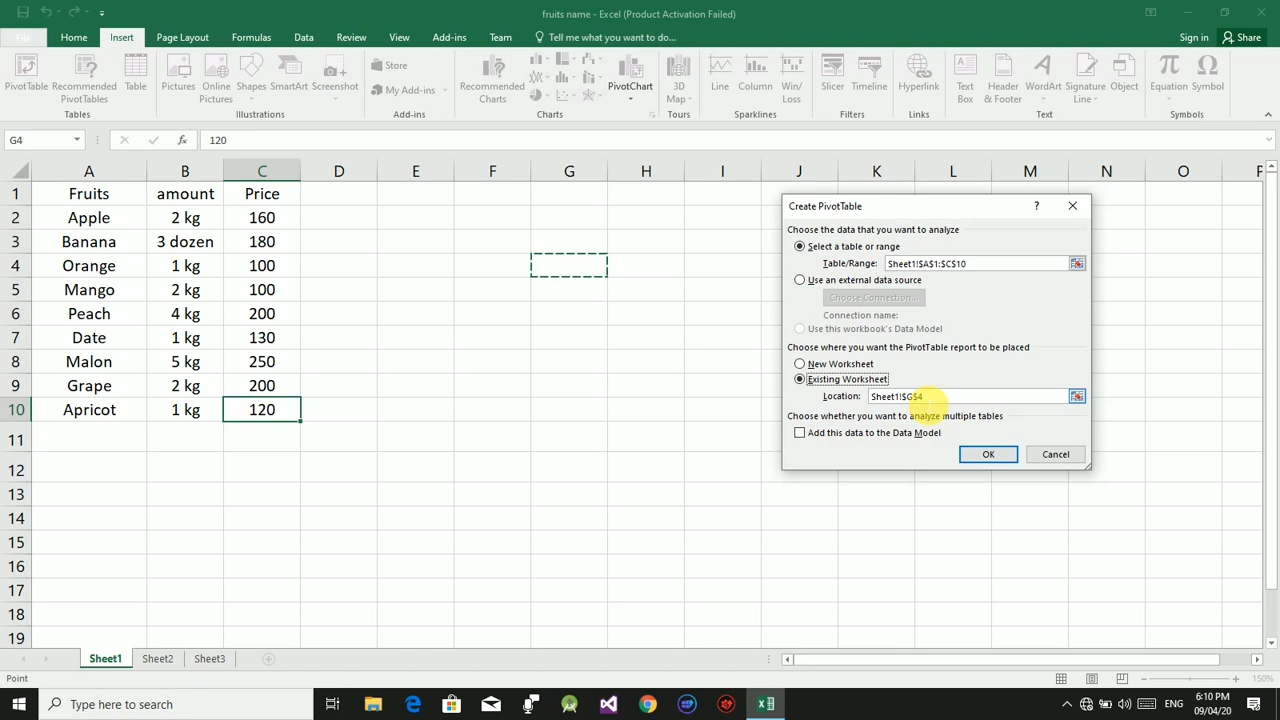 fruits name - Excel (Product Activation Failed)
File Home Insert Page Layout Formulas Data Review View Add-ins Team Tell me what you want to do... Sign in Share
PivotTable Recommended PivotTables Table
Tables
Pictures Online Pictures Shapes SmartArt Screenshot
Illustrations
Store
My Add-ins
Add-ins
Recommended Charts PivotChart
Charts
3D Map
Tours
Line Column Win/Loss
Sparklines
Slicer Timeline
Filters
Hyperlink
Links
Text Box Header & Footer WordArt Signature Line Object
Text
Equation Symbol
Symbols
G4 fx 120
A B C D E F G H I J K L M N O P
1 Fruits amount Price
2 Apple 2 kg 160
3 Banana 3 dozen 180
4 Orange 1 kg 100
5 Mango 2 kg 100
6 Peach 4 kg 200
7 Date 1 kg 130
8 Malon 5 kg 250
9 Grape 2 kg 200
10 Apricot 1 kg 120
11
12
13
14
15
16
17
18
19
Create PivotTable ?
Choose the data that you want to analyze
Select a table or range
Table/Range: Sheet1!$A$1:$C$10
Use an external data source
Choose Connection...
Connection name:
Use this workbook's Data Model
Choose where you want the PivotTable report to be placed
New Worksheet
Existing Worksheet
Location: Sheet1!$G$4
Choose whether you want to analyze multiple tables
Add this data to the Data Model
OK Cancel
Sheet1 Sheet2 Sheet3
Point 150%
Type here to search
ENG
6:10 PM
09/04/20